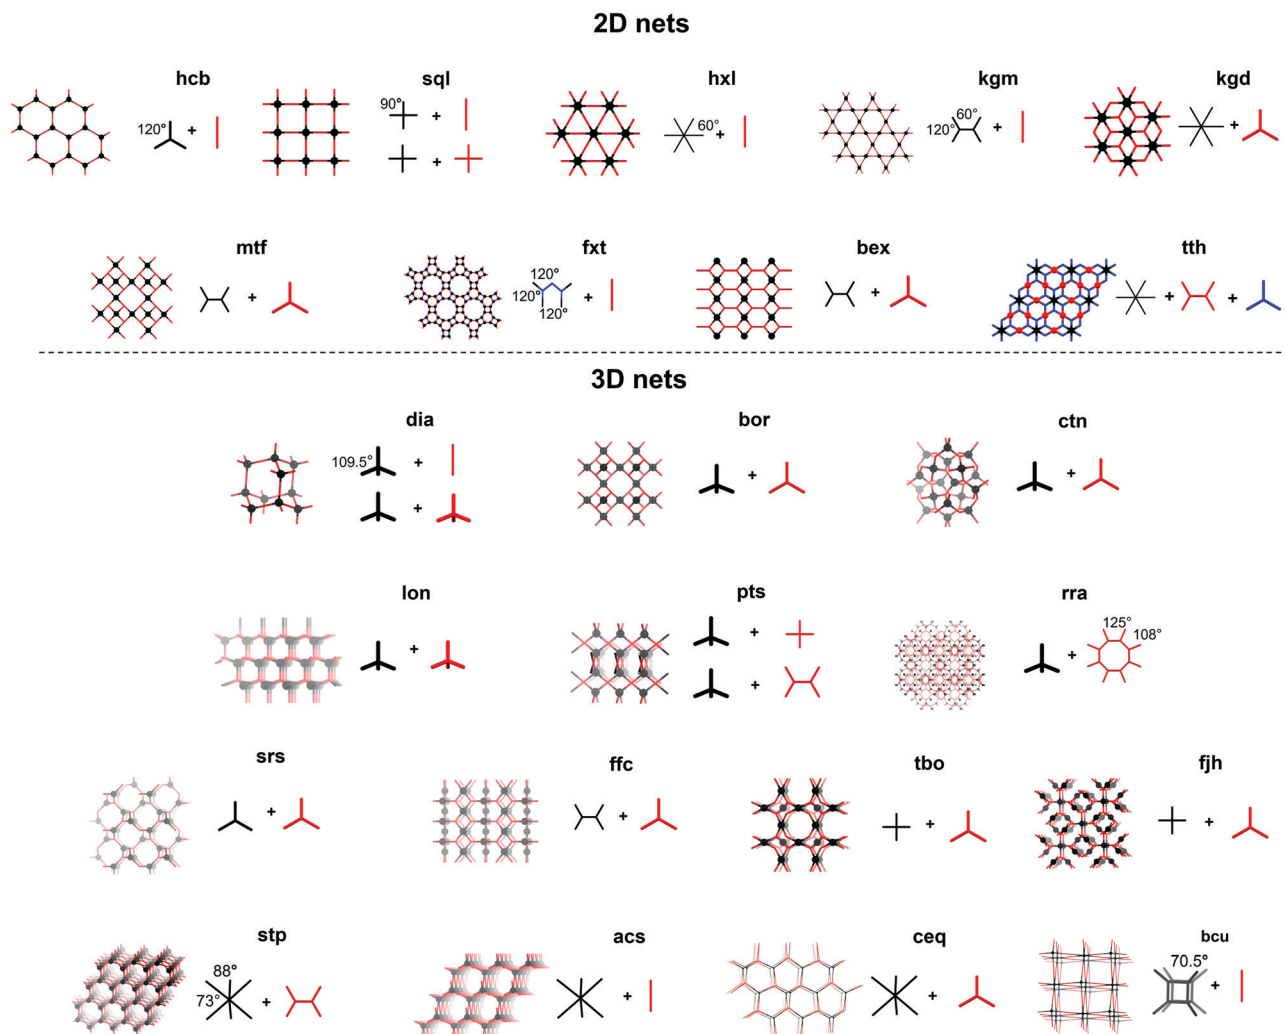 2D nets
hcb sql hxl kgm kgd
120° +
90° +
+
60° +
120° 60° +
+
mtf fxt bex tth
+
120° 120° 120° +
+
+ +
3D nets
dia bor ctn
109.5° +
+
+
+
lon pts rra
+
+
+
+ 125° 108°
srs ffc tbo fjh
+
+
+
+
stp acs ceq bcu
88° 73° +
+
+
70.5° +